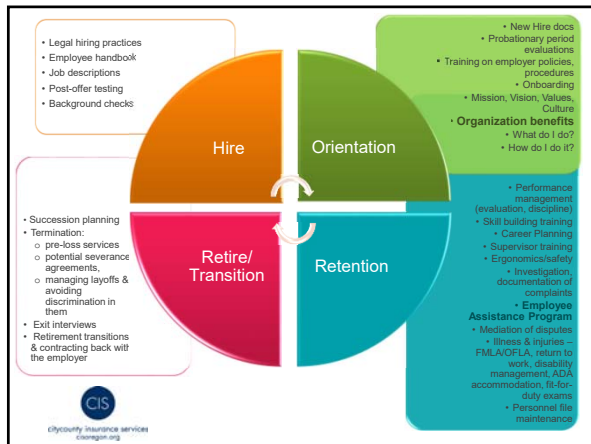 • Legal hiring practices
• Employee handbook
• Job descriptions
• Post-offer testing
• Background checks
Hire
Orientation
• New Hire docs
• Probationary period
evaluations
• Training on employer policies,
procedures
• Onboarding
• Mission, Vision, Values,
Culture
• Organization benefits
• What do I do?
• How do I do it?
• Succession planning
• Termination:
o pre-loss services
o potential severance
agreements,
o managing layoffs &
avoiding
discrimination in
them
• Exit interviews
• Retirement transitions
& contracting back with
the employer
Retire/
Transition
Retention
• Performance
management
(evaluation, discipline)
• Skill building training
• Career Planning
• Supervisor training
• Ergonomics/safety
• Investigation,
documentation of
complaints
• Employee
Assistance Program
• Mediation of disputes
• Illness & injuries –
FMLA/OFLA, return to
work, disability
management, ADA
accommodation, fit-for-
duty exams
• Personnel file
maintenance
CIS
citycounty insurance services
cisoregon.org